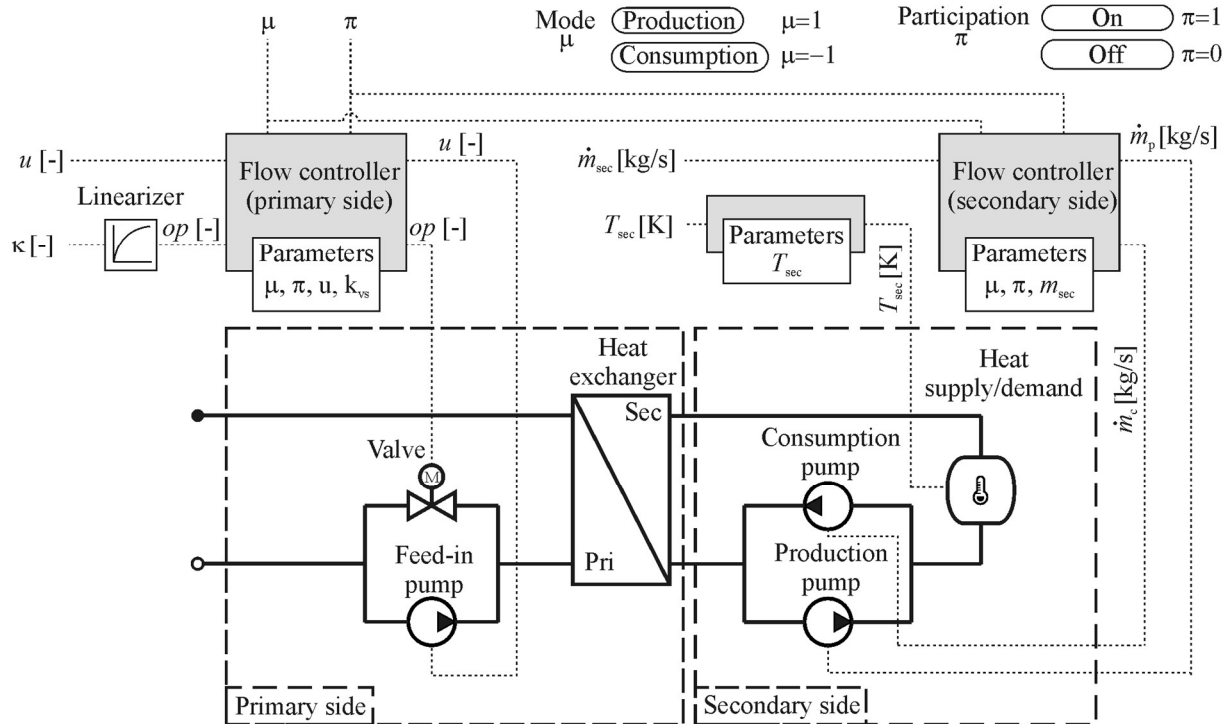 μ
π
Mode
μ
Production
μ=1
Consumption
μ=−1
Participation
π
On
π=1
Off
π=0
u [-]
Flow controller
(primary side)
u [-]
Linearizer
κ [-]
op [-]
op [-]
Parameters
μ, π, u, kvs
ṁsec [kg/s]
Tsec [K]
Parameters
Tsec
Tsec [K]
Flow controller
(secondary side)
ṁp [kg/s]
Parameters
μ, π, msec
ṁc [kg/s]
Heat
exchanger
Sec
Pri
Valve
M
Feed-in
pump
Heat
supply/demand
Consumption
pump
Production
pump
Primary side
Secondary side